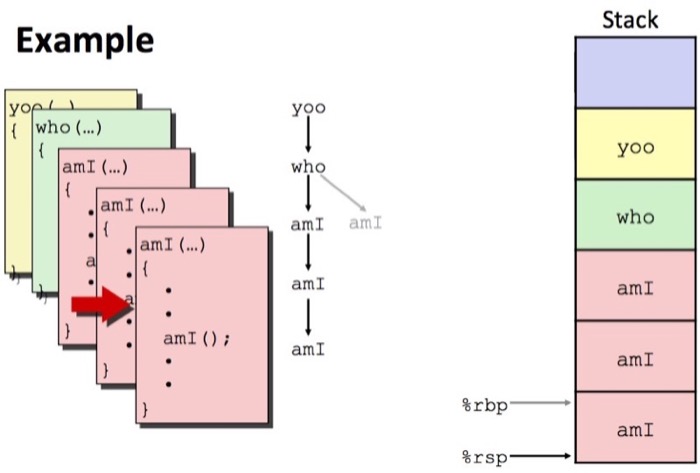 Example
Stack
yoo(…)
{
who(…)
{
amI(…)
{
•
•
a
•
}
amI(…)
{
•
•
a
•
•
}
amI(…)
{
•
•
amI();
•
•
}
yoo
who
amI amI
amI
amI
yoo
who
amI
amI
amI
%rbp
%rsp